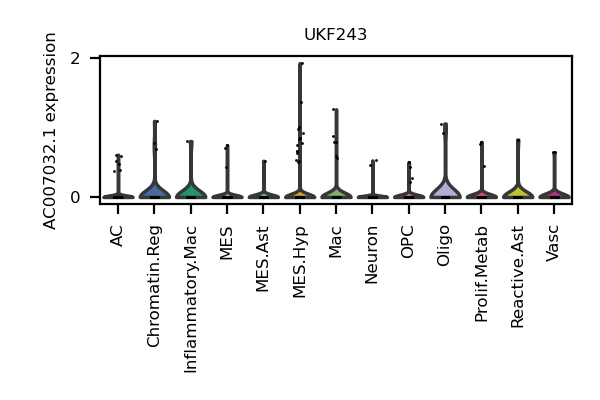 UKF243
AC007032.1 expression
2
0
AC
Chromatin.Reg
Inflammatory.Mac
MES
MES.Ast
MES.Hyp
Mac
Neuron
OPC
Oligo
Prolif.Metab
Reactive.Ast
Vasc